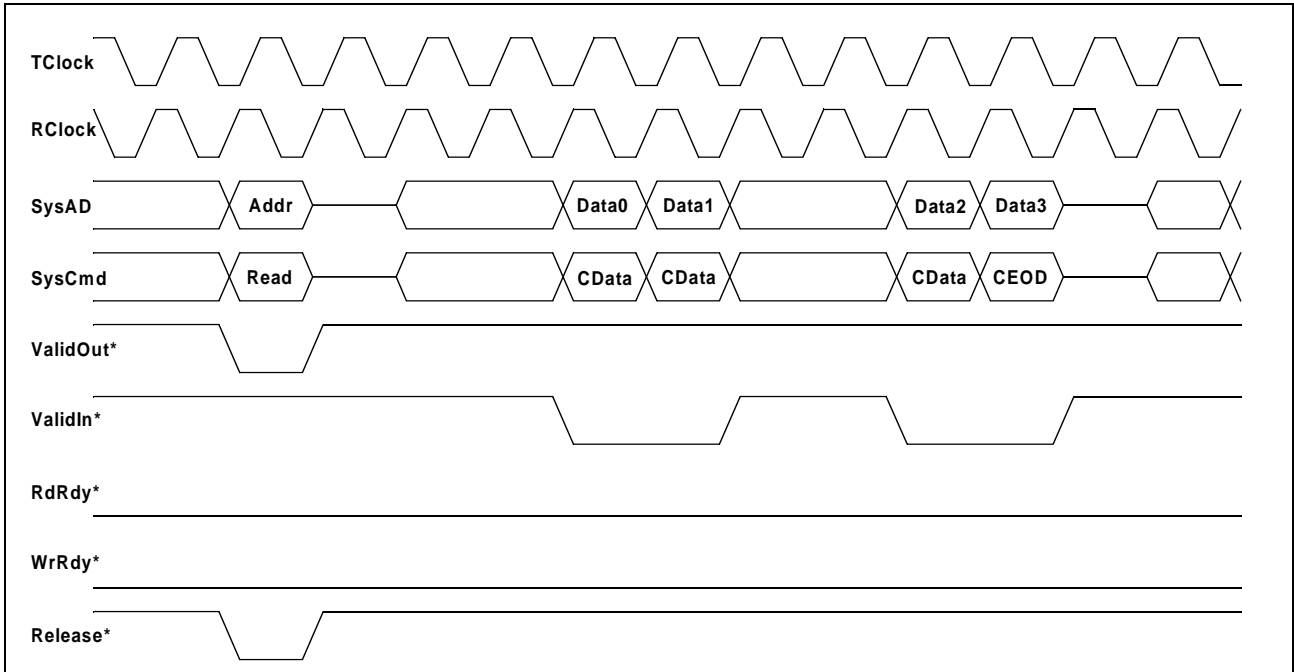 TClock
RClock
SysAD Addr Data0 Data1 Data2 Data3
SysCmd Read CData CData CData CEOD
ValidOut*
ValidIn*
RdRdy*
WrRdy*
Release*